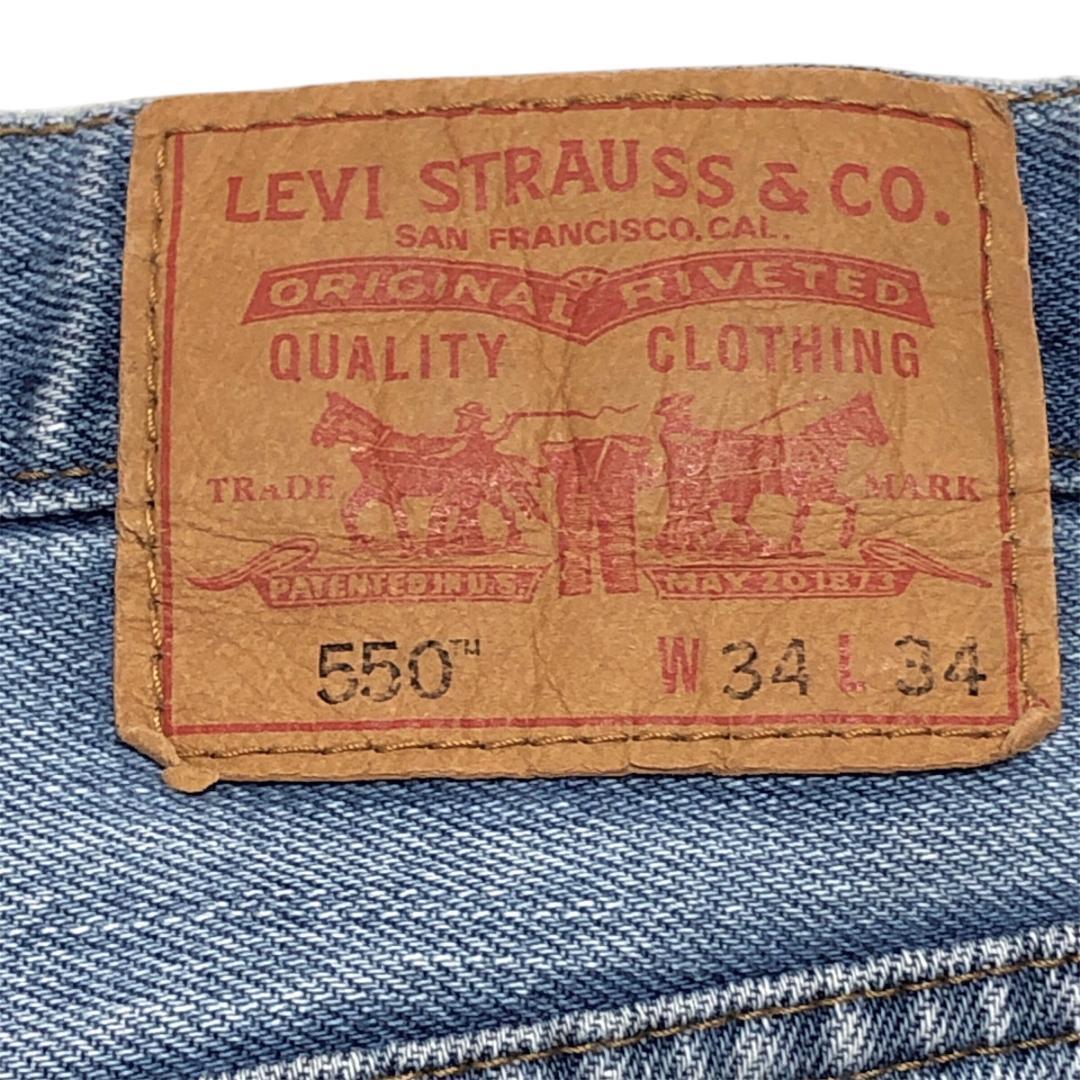 LEVI STRAUSS & CO.
SAN FRANCISCO, CAL.
ORIGINAL RIVETED
QUALITY CLOTHING
TRADE MARK
PATENTED IN U.S. MAY 20 1873
550™ W 34 L 34